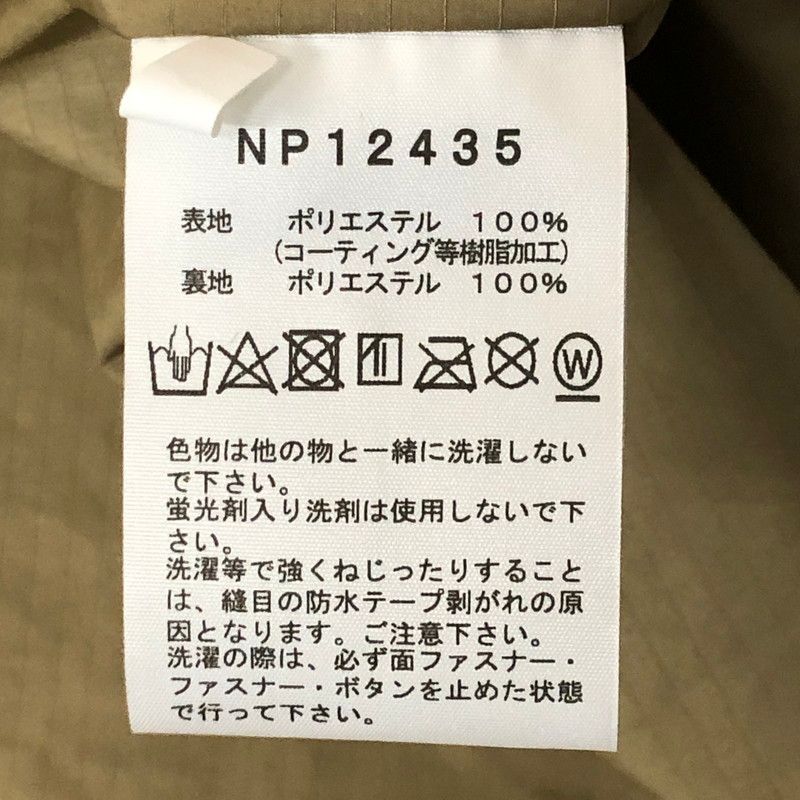 NP12435
表地 ポリエステル 100%
(コーティング等樹脂加工)
裏地 ポリエステル 100%
W
色物は他の物と一緒に洗濯しない
で下さい。
蛍光剤入り洗剤は使用しないで下
さい。
洗濯等で強くねじったりすること
は、縫目の防水テープ剥がれの原
因となります。ご注意下さい。
洗濯の際は、必ず面ファスナー・
ファスナー・ボタンを止めた状態
で行って下さい。